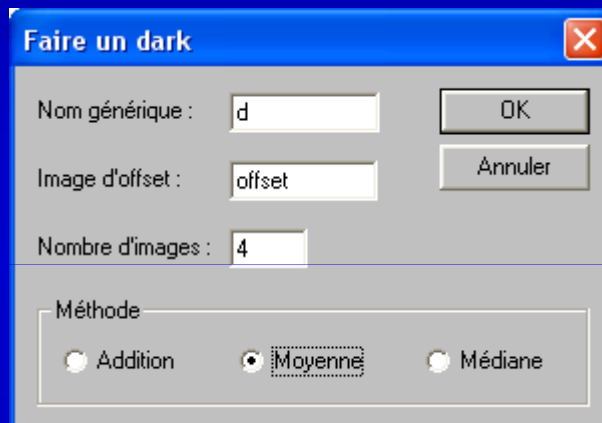 Faire un dark
Nom générique : d OK
Image d'offset : offset Annuler
Nombre d'images : 4
Méthode
Addition Moyenne Médiane